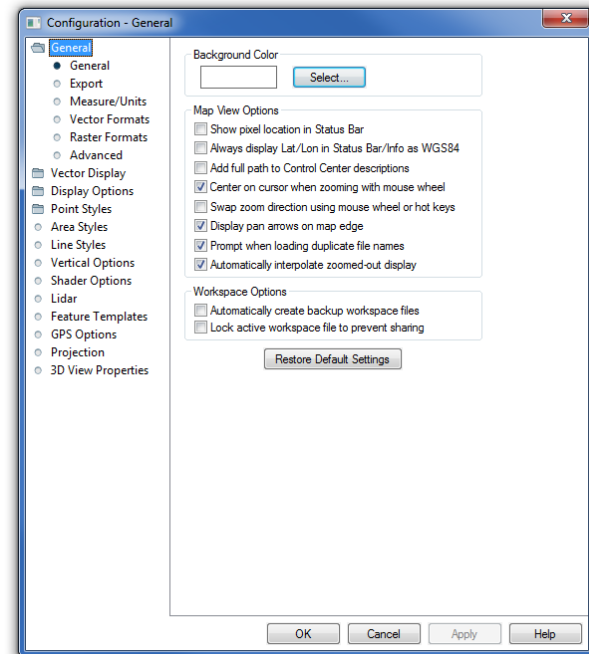 Configuration - General
General
General
Export
Measure/Units
Vector Formats
Raster Formats
Advanced
Vector Display
Display Options
Point Styles
Area Styles
Line Styles
Vertical Options
Shader Options
Lidar
Feature Templates
GPS Options
Projection
3D View Properties
Background Color
Select...
Map View Options
Show pixel location in Status Bar
Always display Lat/Lon in Status Bar/Info as WGS84
Add full path to Control Center descriptions
Center on cursor when zooming with mouse wheel
Swap zoom direction using mouse wheel or hot keys
Display pan arrows on map edge
Prompt when loading duplicate file names
Automatically interpolate zoomed-out display
Workspace Options
Automatically create backup workspace files
Lock active workspace file to prevent sharing
Restore Default Settings
OK
Cancel
Apply
Help